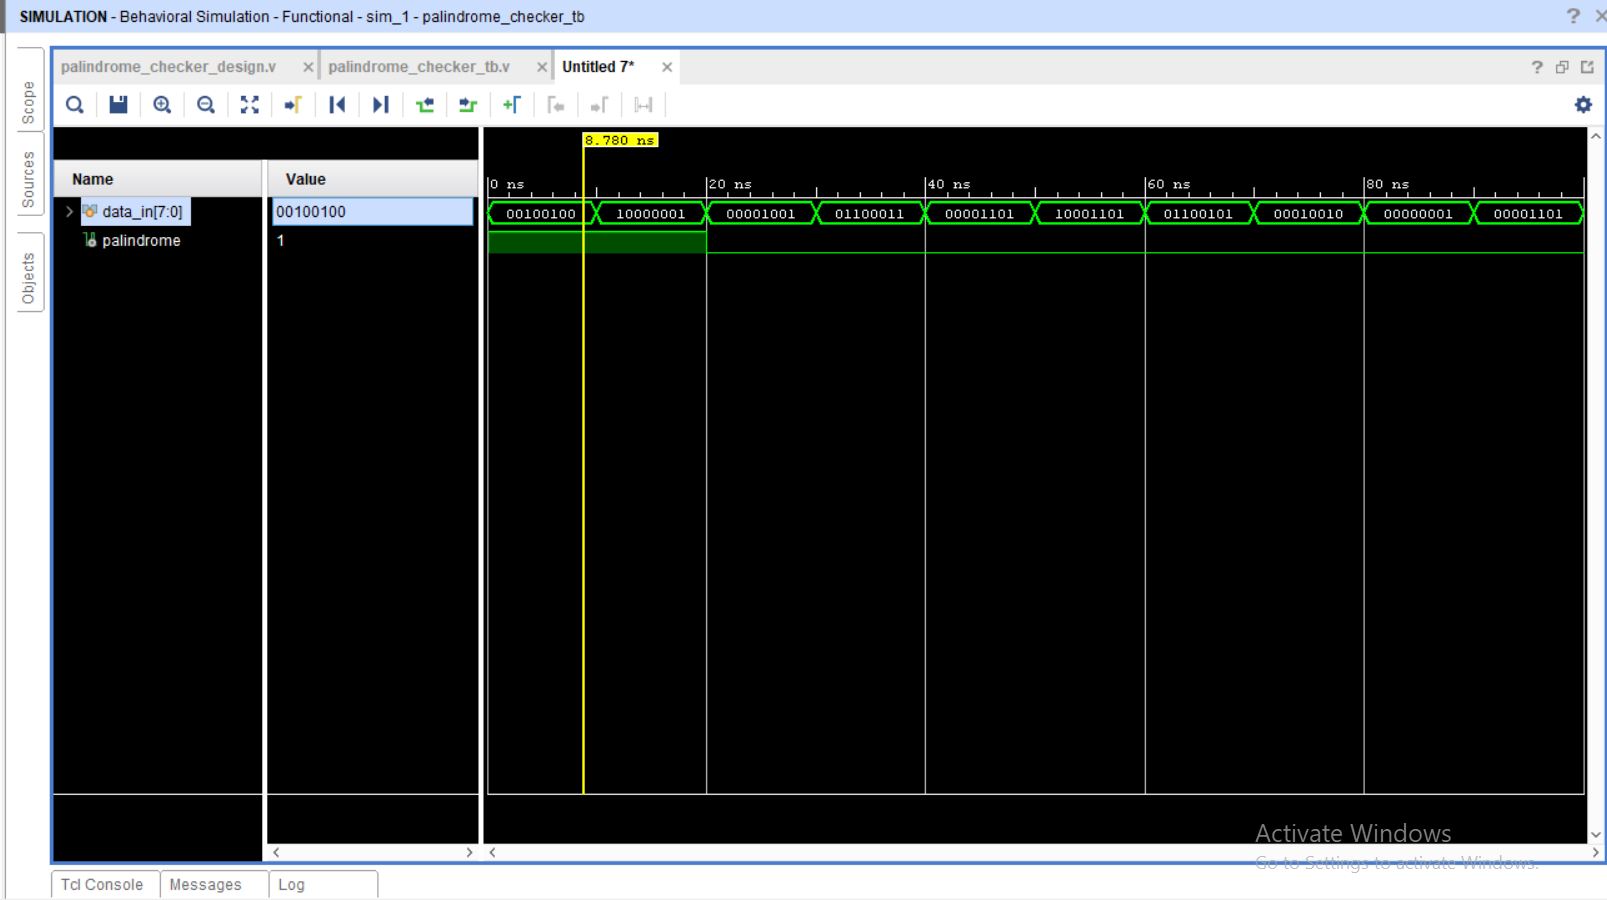 SIMULATION - Behavioral Simulation - Functional - sim_1 - palindrome_checker_tb
palindrome_checker_design.v palindrome_checker_tb.v Untitled 7*
Scope
Sources
Objects
8.780 ns
Name Value
0 ns 20 ns 40 ns 60 ns 80 ns
data_in[7:0] 00100100 00100100 10000001 00001001 01100011 00001101 10001101 01100101 00010010 00000001 00001101
palindrome 1
Activate Windows
Go to Settings to activate Windows.
Tcl Console Messages Log